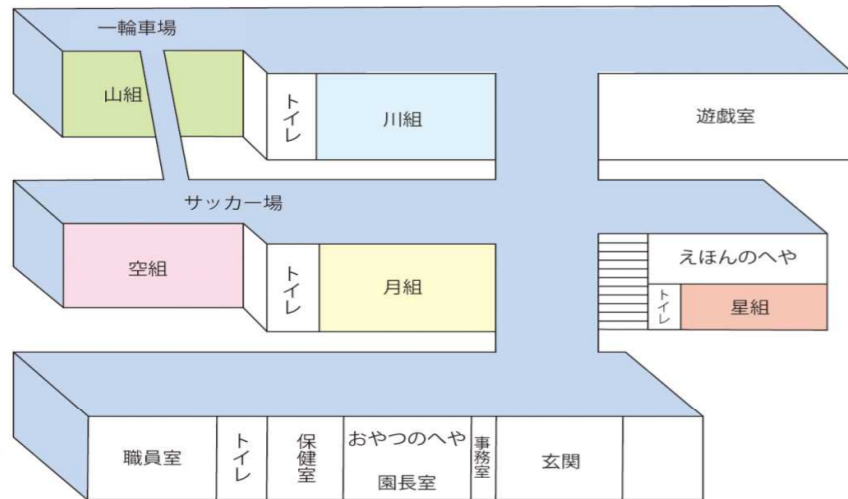 一輪車場
山組
トイレ
川組
遊戯室
サッカー場
空組
トイレ
月組
えほんのへや
トイレ
星組
職員室
トイレ
保健室
おやつのへや
園長室
事務室
玄関